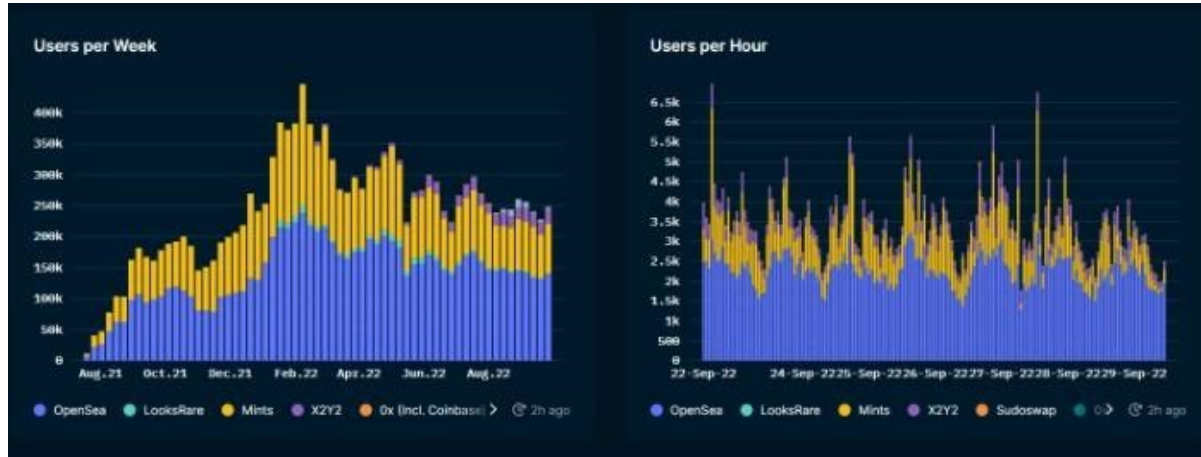 Users per Week
400k
350k
300k
250k
200k
150k
100k
50k
0
Aug.21 Oct.21 Dec.21 Feb.22 Apr.22 Jun.22 Aug.22
OpenSea LooksRare Mints X2Y2 0x (Incl. Coinbase) 2h ago
Users per Hour
6.5k
6k
5.5k
5k
4.5k
4k
3.5k
3k
2.5k
2k
1.5k
1k
500
0
22-Sep-22 24-Sep-22 25-Sep-22 26-Sep-22 27-Sep-22 28-Sep-22 29-Sep-22
OpenSea LooksRare Mints X2Y2 Sudoswap 2h ago